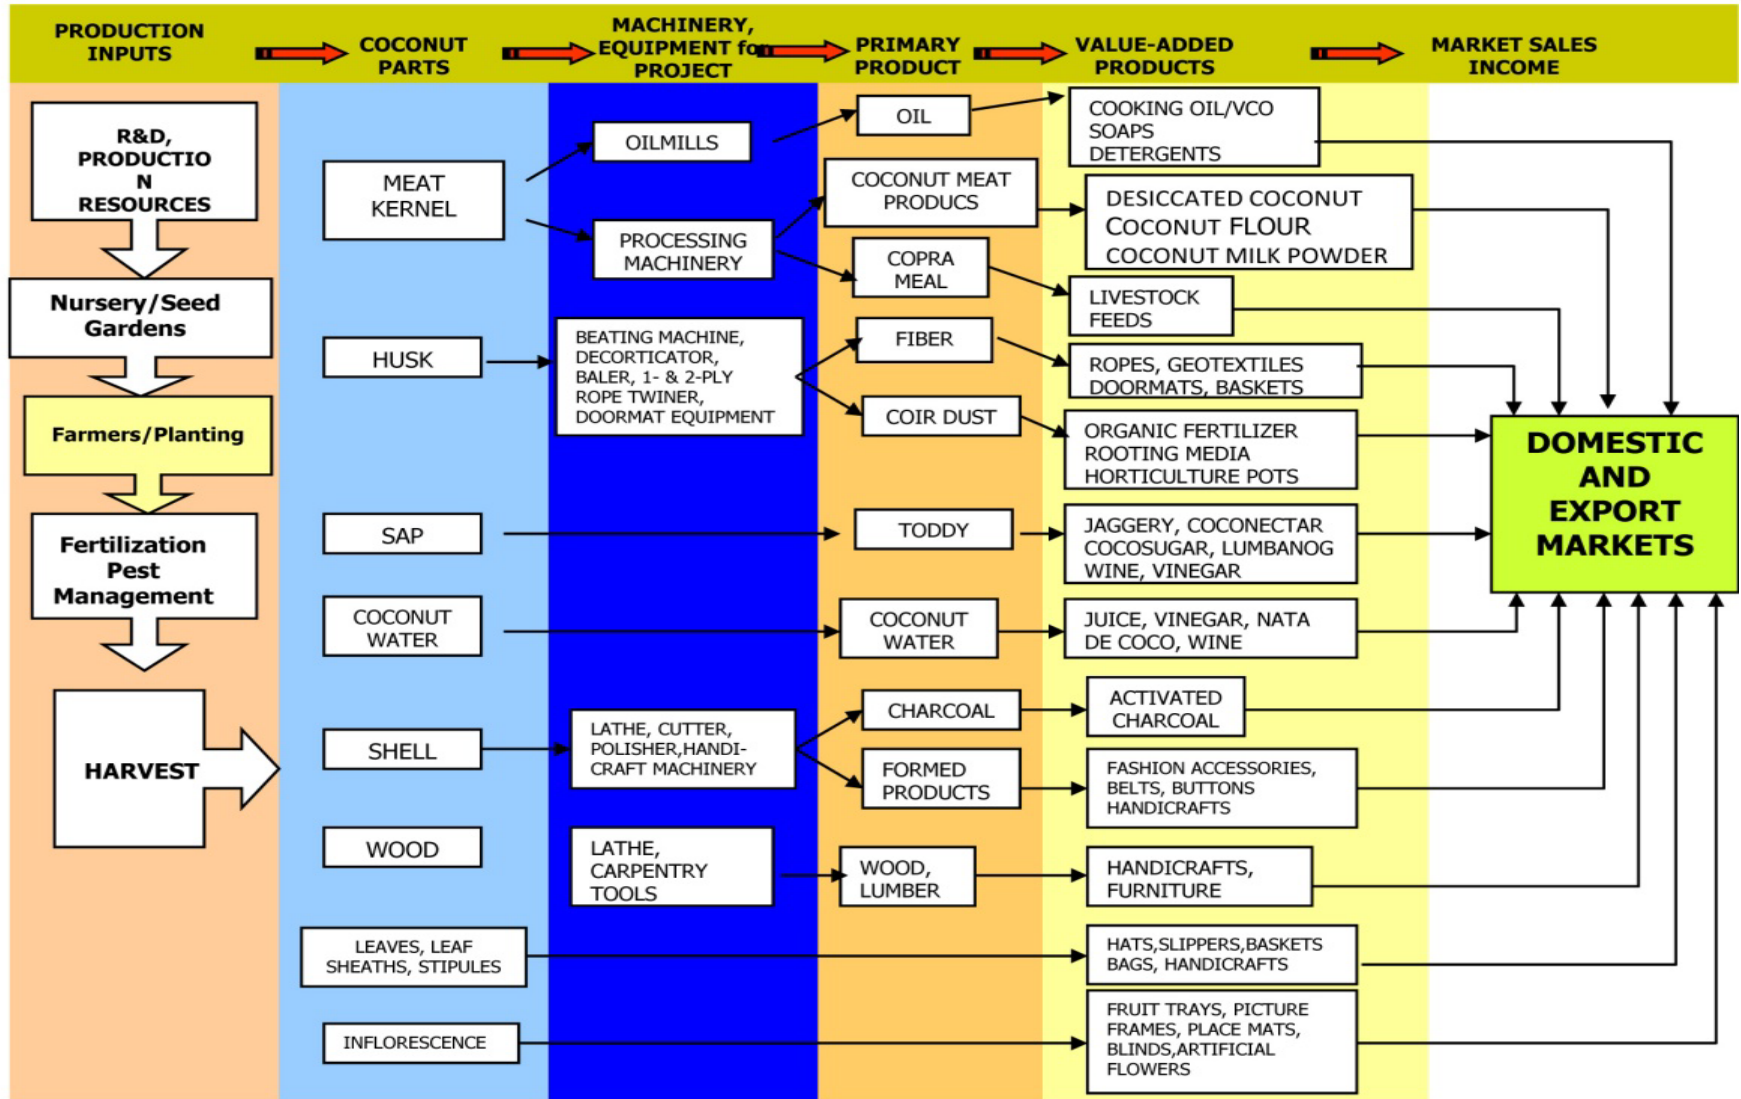 PRODUCTION
INPUTS
COCONUT
PARTS
MACHINERY,
EQUIPMENT for
PROJECT
PRIMARY
PRODUCT
VALUE-ADDED
PRODUCTS
MARKET SALES
INCOME
R&D,
PRODUCTIO
N
RESOURCES
Nursery/Seed
Gardens
Farmers/Planting
Fertilization
Pest
Management
HARVEST
MEAT
KERNEL
HUSK
SAP
COCONUT
WATER
SHELL
WOOD
LEAVES, LEAF
SHEATHS, STIPULES
INFLORESCENCE
OILMILLS
PROCESSING
MACHINERY
BEATING MACHINE,
DECORTICATOR,
BALER, 1- & 2-PLY
ROPE TWINER,
DOORMAT EQUIPMENT
LATHE, CUTTER,
POLISHER,HANDI-
CRAFT MACHINERY
LATHE,
CARPENTRY
TOOLS
OIL
COCONUT MEAT
PRODUCS
COPRA
MEAL
FIBER
COIR DUST
TODDY
COCONUT
WATER
CHARCOAL
FORMED
PRODUCTS
WOOD,
LUMBER
COOKING OIL/VCO
SOAPS
DETERGENTS
DESICCATED COCONUT
COCONUT FLOUR
COCONUT MILK POWDER
LIVESTOCK
FEEDS
ROPES, GEOTEXTILES
DOORMATS, BASKETS
ORGANIC FERTILIZER
ROOTING MEDIA
HORTICULTURE POTS
JAGGERY, COCONECTAR
COCOSUGAR, LUMBANOG
WINE, VINEGAR
JUICE, VINEGAR, NATA
DE COCO, WINE
ACTIVATED
CHARCOAL
FASHION ACCESSORIES,
BELTS, BUTTONS
HANDICRAFTS
HANDICRAFTS,
FURNITURE
HATS,SLIPPERS,BASKETS
BAGS, HANDICRAFTS
FRUIT TRAYS, PICTURE
FRAMES, PLACE MATS,
BLINDS,ARTIFICIAL
FLOWERS
DOMESTIC
AND
EXPORT
MARKETS